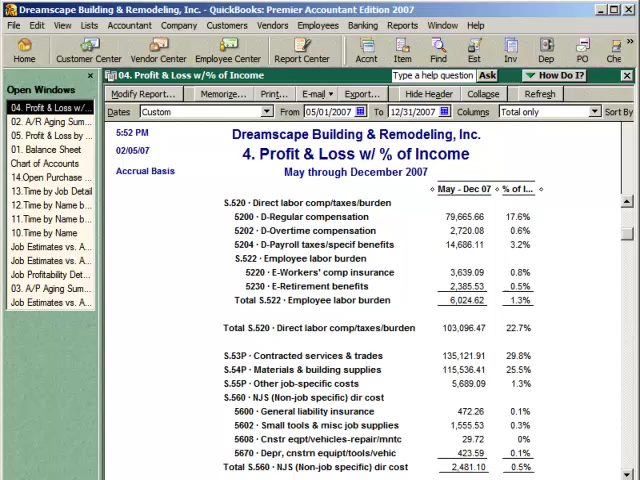 Dreamscape Building & Remodeling, Inc. - QuickBooks: Premier Accountant Edition 2007
File Edit View Lists Accountant Company Customers Vendors Employees Banking Reports Window Help
Home Customer Center Vendor Center Employee Center Report Center Accnt Item Find Est Inv Dep PO Che »
Open Windows ×
04. Profit & Loss w/...
02. A/R Aging Sum...
05. Profit & Loss by ...
01. Balance Sheet
Chart of Accounts
14.Open Purchase ...
13.Time by Job Detail
12.Time by Name b...
11.Time by Name b...
10.Time by Name
Job Estimates vs. A...
Job Estimates vs. A...
Job Profitability Det...
03. A/P Aging Sum...
Job Estimates vs. A...
04. Profit & Loss w/% of Income Type a help question Ask How Do I?
Modify Report... Memorize... Print... E-mail Export... Hide Header Collapse Refresh
Dates Custom From 05/01/2007 To 12/31/2007 Columns Total only Sort By
5:52 PM
02/05/07
Accrual Basis
Dreamscape Building & Remodeling, Inc.
4. Profit & Loss w/ % of Income
May through December 2007
May - Dec 07 % of I...
S.520 · Direct labor comp/taxes/burden
5200 · D-Regular compensation 79,665.66 17.6%
5202 · D-Overtime compensation 2,720.08 0.6%
5204 · D-Payroll taxes/specif benefits 14,686.11 3.2%
S.522 · Employee labor burden
5220 · E-Workers' comp insurance 3,639.09 0.8%
5230 · E-Retirement benefits 2,385.53 0.5%
Total S.522 · Employee labor burden 6,024.62 1.3%
Total S.520 · Direct labor comp/taxes/burden 103,096.47 22.7%
S.53P · Contracted services & trades 135,121.91 29.8%
S.54P · Materials & building supplies 115,536.41 25.5%
S.55P · Other job-specific costs 5,689.09 1.3%
S.560 · NJS (Non-job specific) dir cost
5600 · General liability insurance 472.26 0.1%
5602 · Small tools & misc job supplies 1,555.53 0.3%
5608 · Cnstr eqpt/vehicles-repair/mntc 29.72 0%
5670 · Depr, cnstrn equipt/tools/vehic 423.59 0.1%
Total S.560 · NJS (Non-job specific) dir cost 2,481.10 0.5%